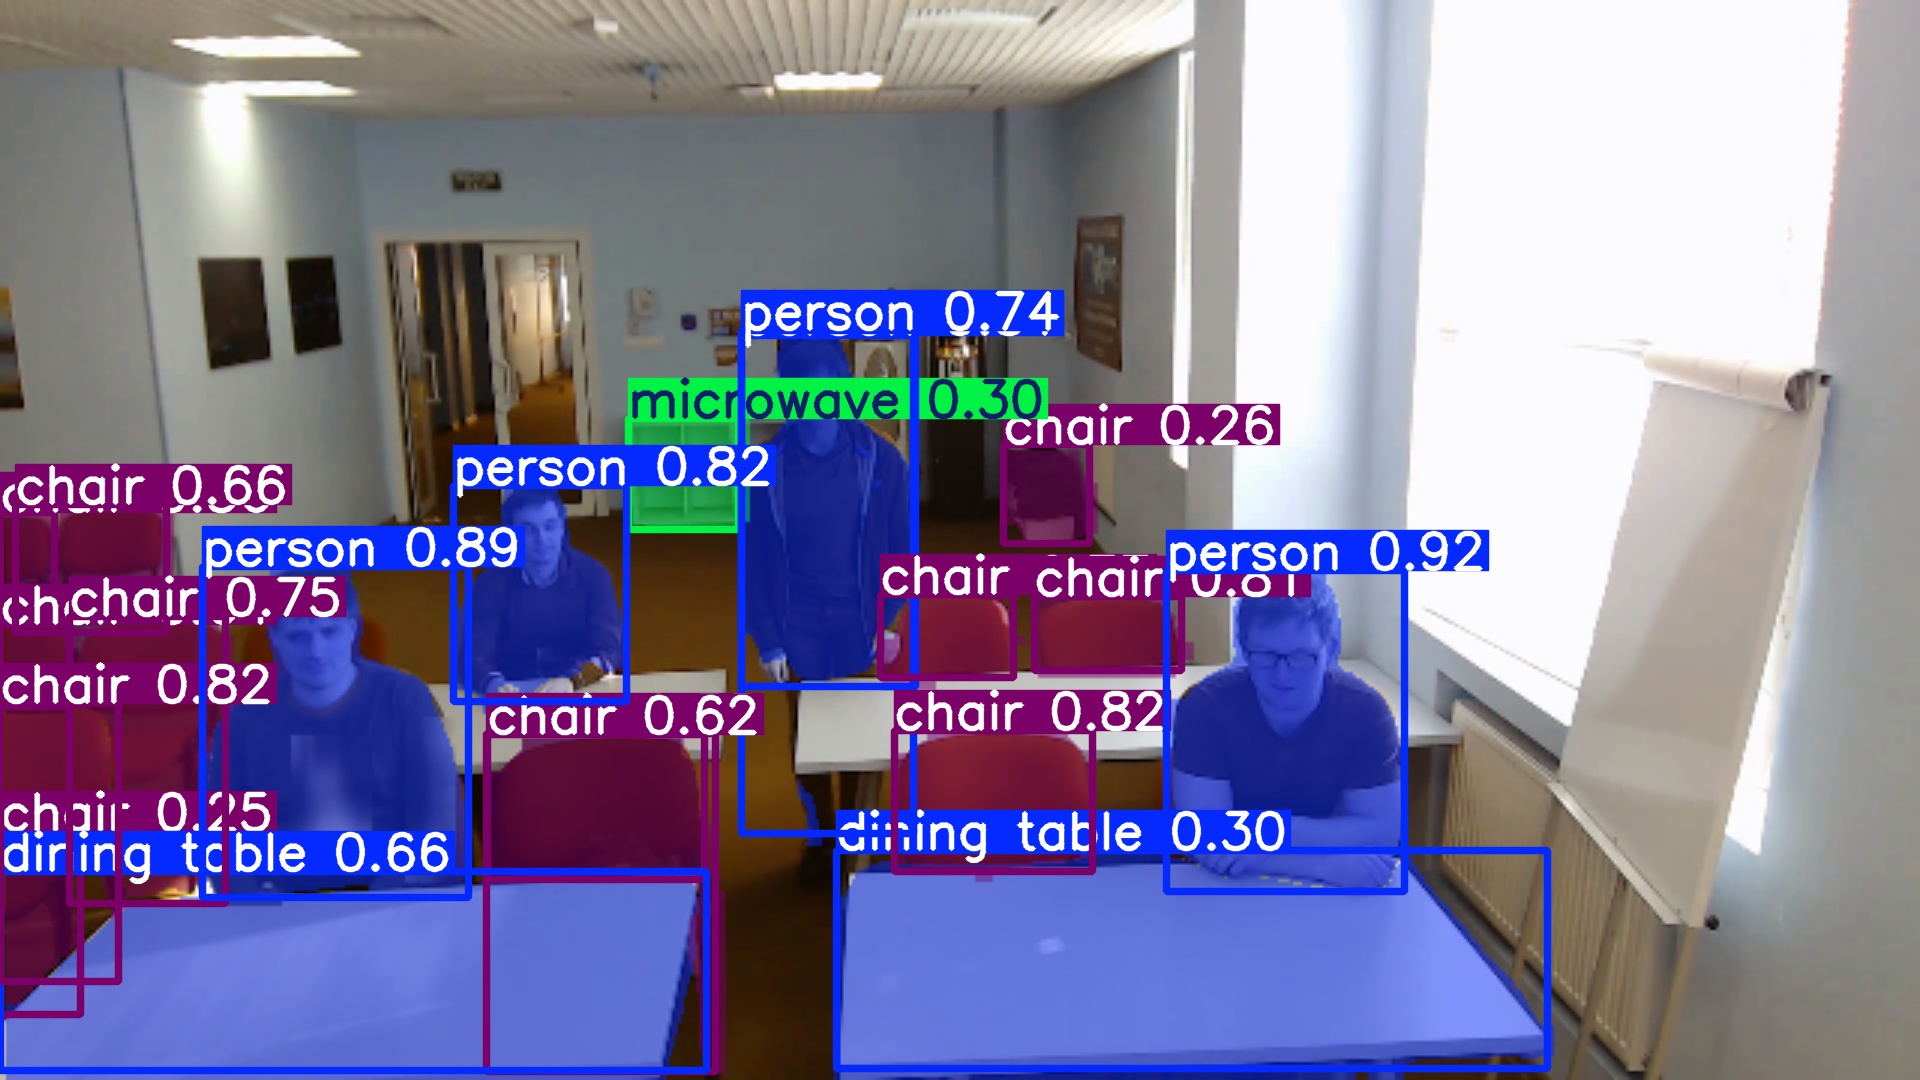 person 0.74
microwave 0.30
chair 0.26
person 0.82
chair 0.66
person 0.89
person 0.92
chair
chair 0.81
chair 0.75
chair 0.82
chair 0.62
chair 0.82
chair 0.25
dining table 0.30
dining table 0.66